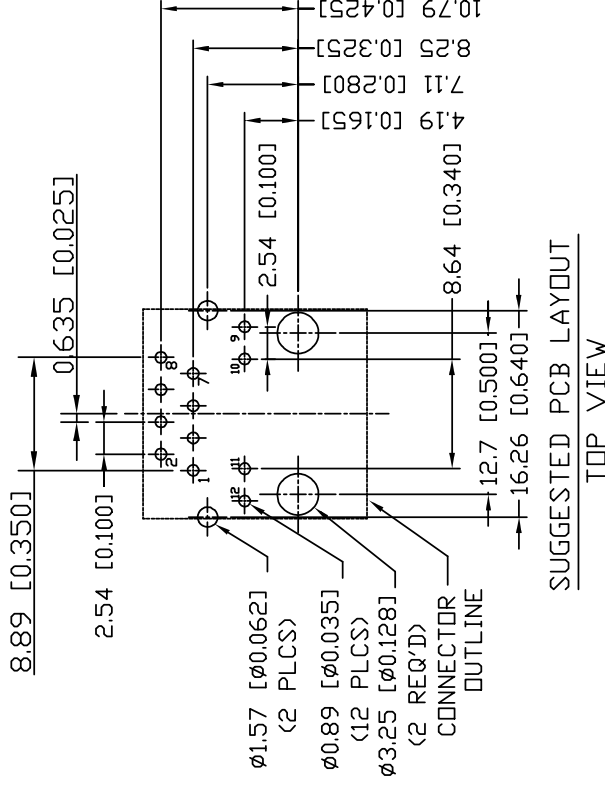 10.79 [0.425]
8.25 [0.325]
7.11 [0.280]
4.19 [0.165]
0.635 [0.025]
8.89 [0.350]
2.54 [0.100]
2.54 [0.100]
8.64 [0.340]
8
7
2
1
9
10
11
12
12.7 [0.500]
16.26 [0.640]
ø1.57 [ø0.062]
(2 PLCS)
ø0.89 [ø0.035]
(12 PLCS)
ø3.25 [ø0.128]
(2 REQ'D)
CONNECTOR
OUTLINE
SUGGESTED PCB LAYOUT
TOP VIEW